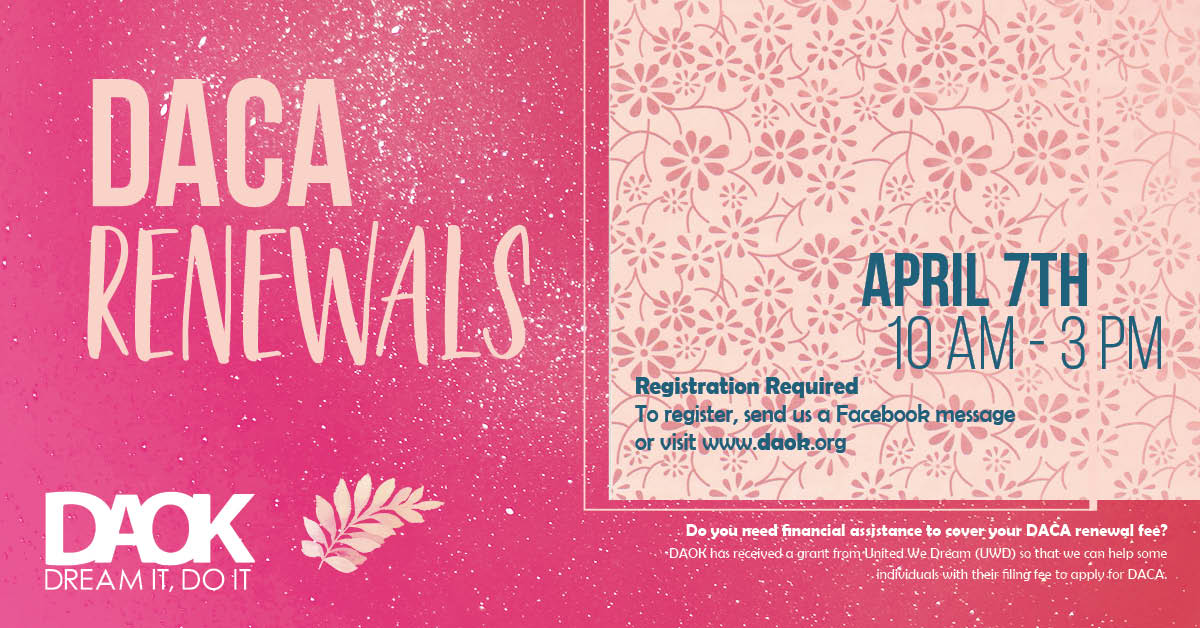 DACA
RENEWALS
APRIL 7TH
10 AM - 3 PM
Registration Required
To register, send us a Facebook message
or visit www.daok.org
DAOK
DREAM IT, DO IT
Do you need financial assistance to cover your DACA renewal fee?
DAOK has received a grant from United We Dream (UWD) so that we can help some
individuals with their filing fee to apply for DACA.